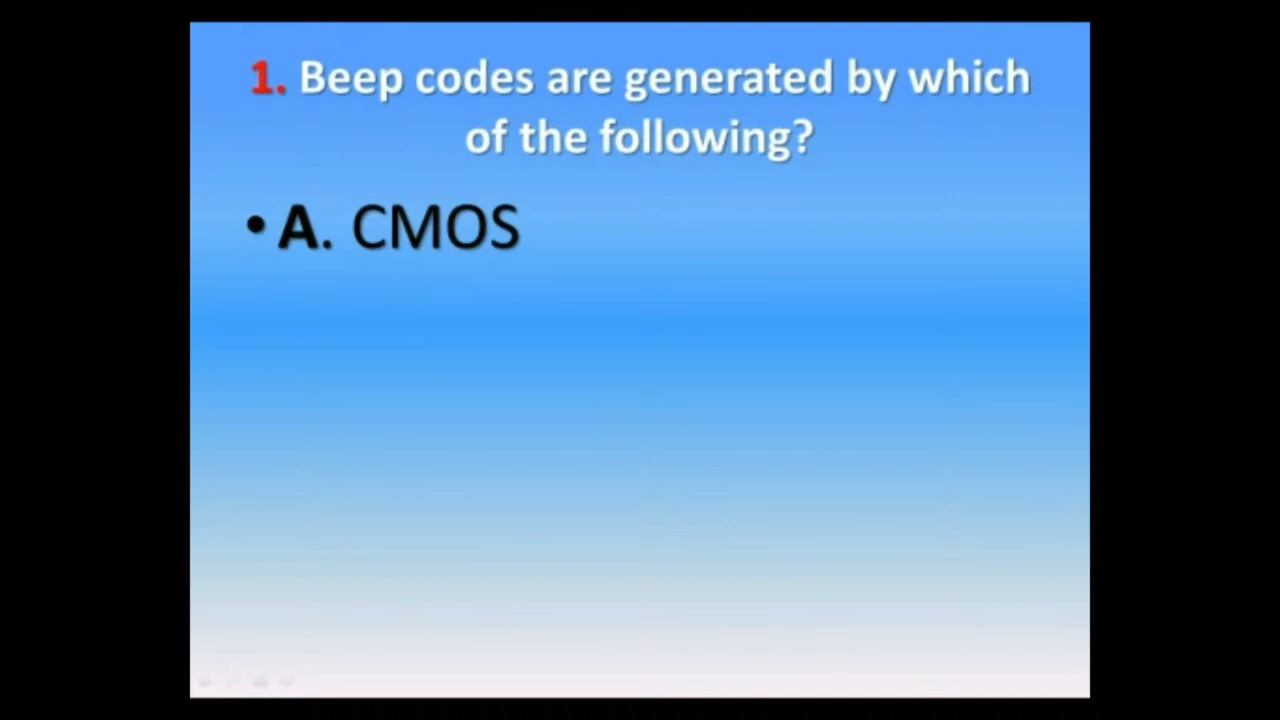 1. Beep codes are generated by which
of the following?
• A. CMOS